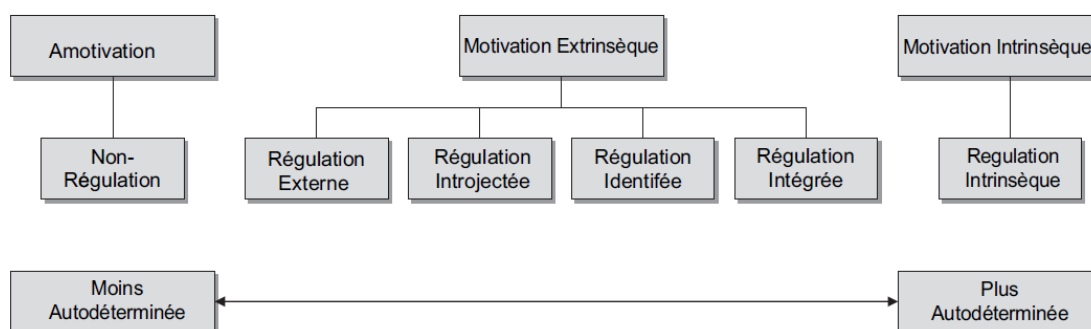 Amotivation
Motivation Extrinsèque
Motivation Intrinsèque
Non-
Régulation
Régulation
Externe
Régulation
Introjectée
Régulation
Identifée
Régulation
Intégrée
Regulation
Intrinsèque
Moins
Autodéterminée
Plus
Autodéterminée